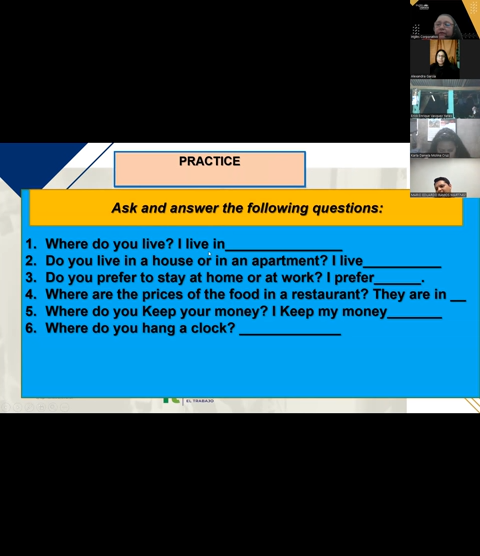 PRACTICE
Ask and answer the following questions:
1. Where do you live? I live in______________
2. Do you live in a house or in an apartment? I live__________
3. Do you prefer to stay at home or at work? I prefer______.
4. Where are the prices of the food in a restaurant? They are in __
5. Where do you Keep your money? I Keep my money_______
6. Where do you hang a clock? _____________
EL TRABAJO